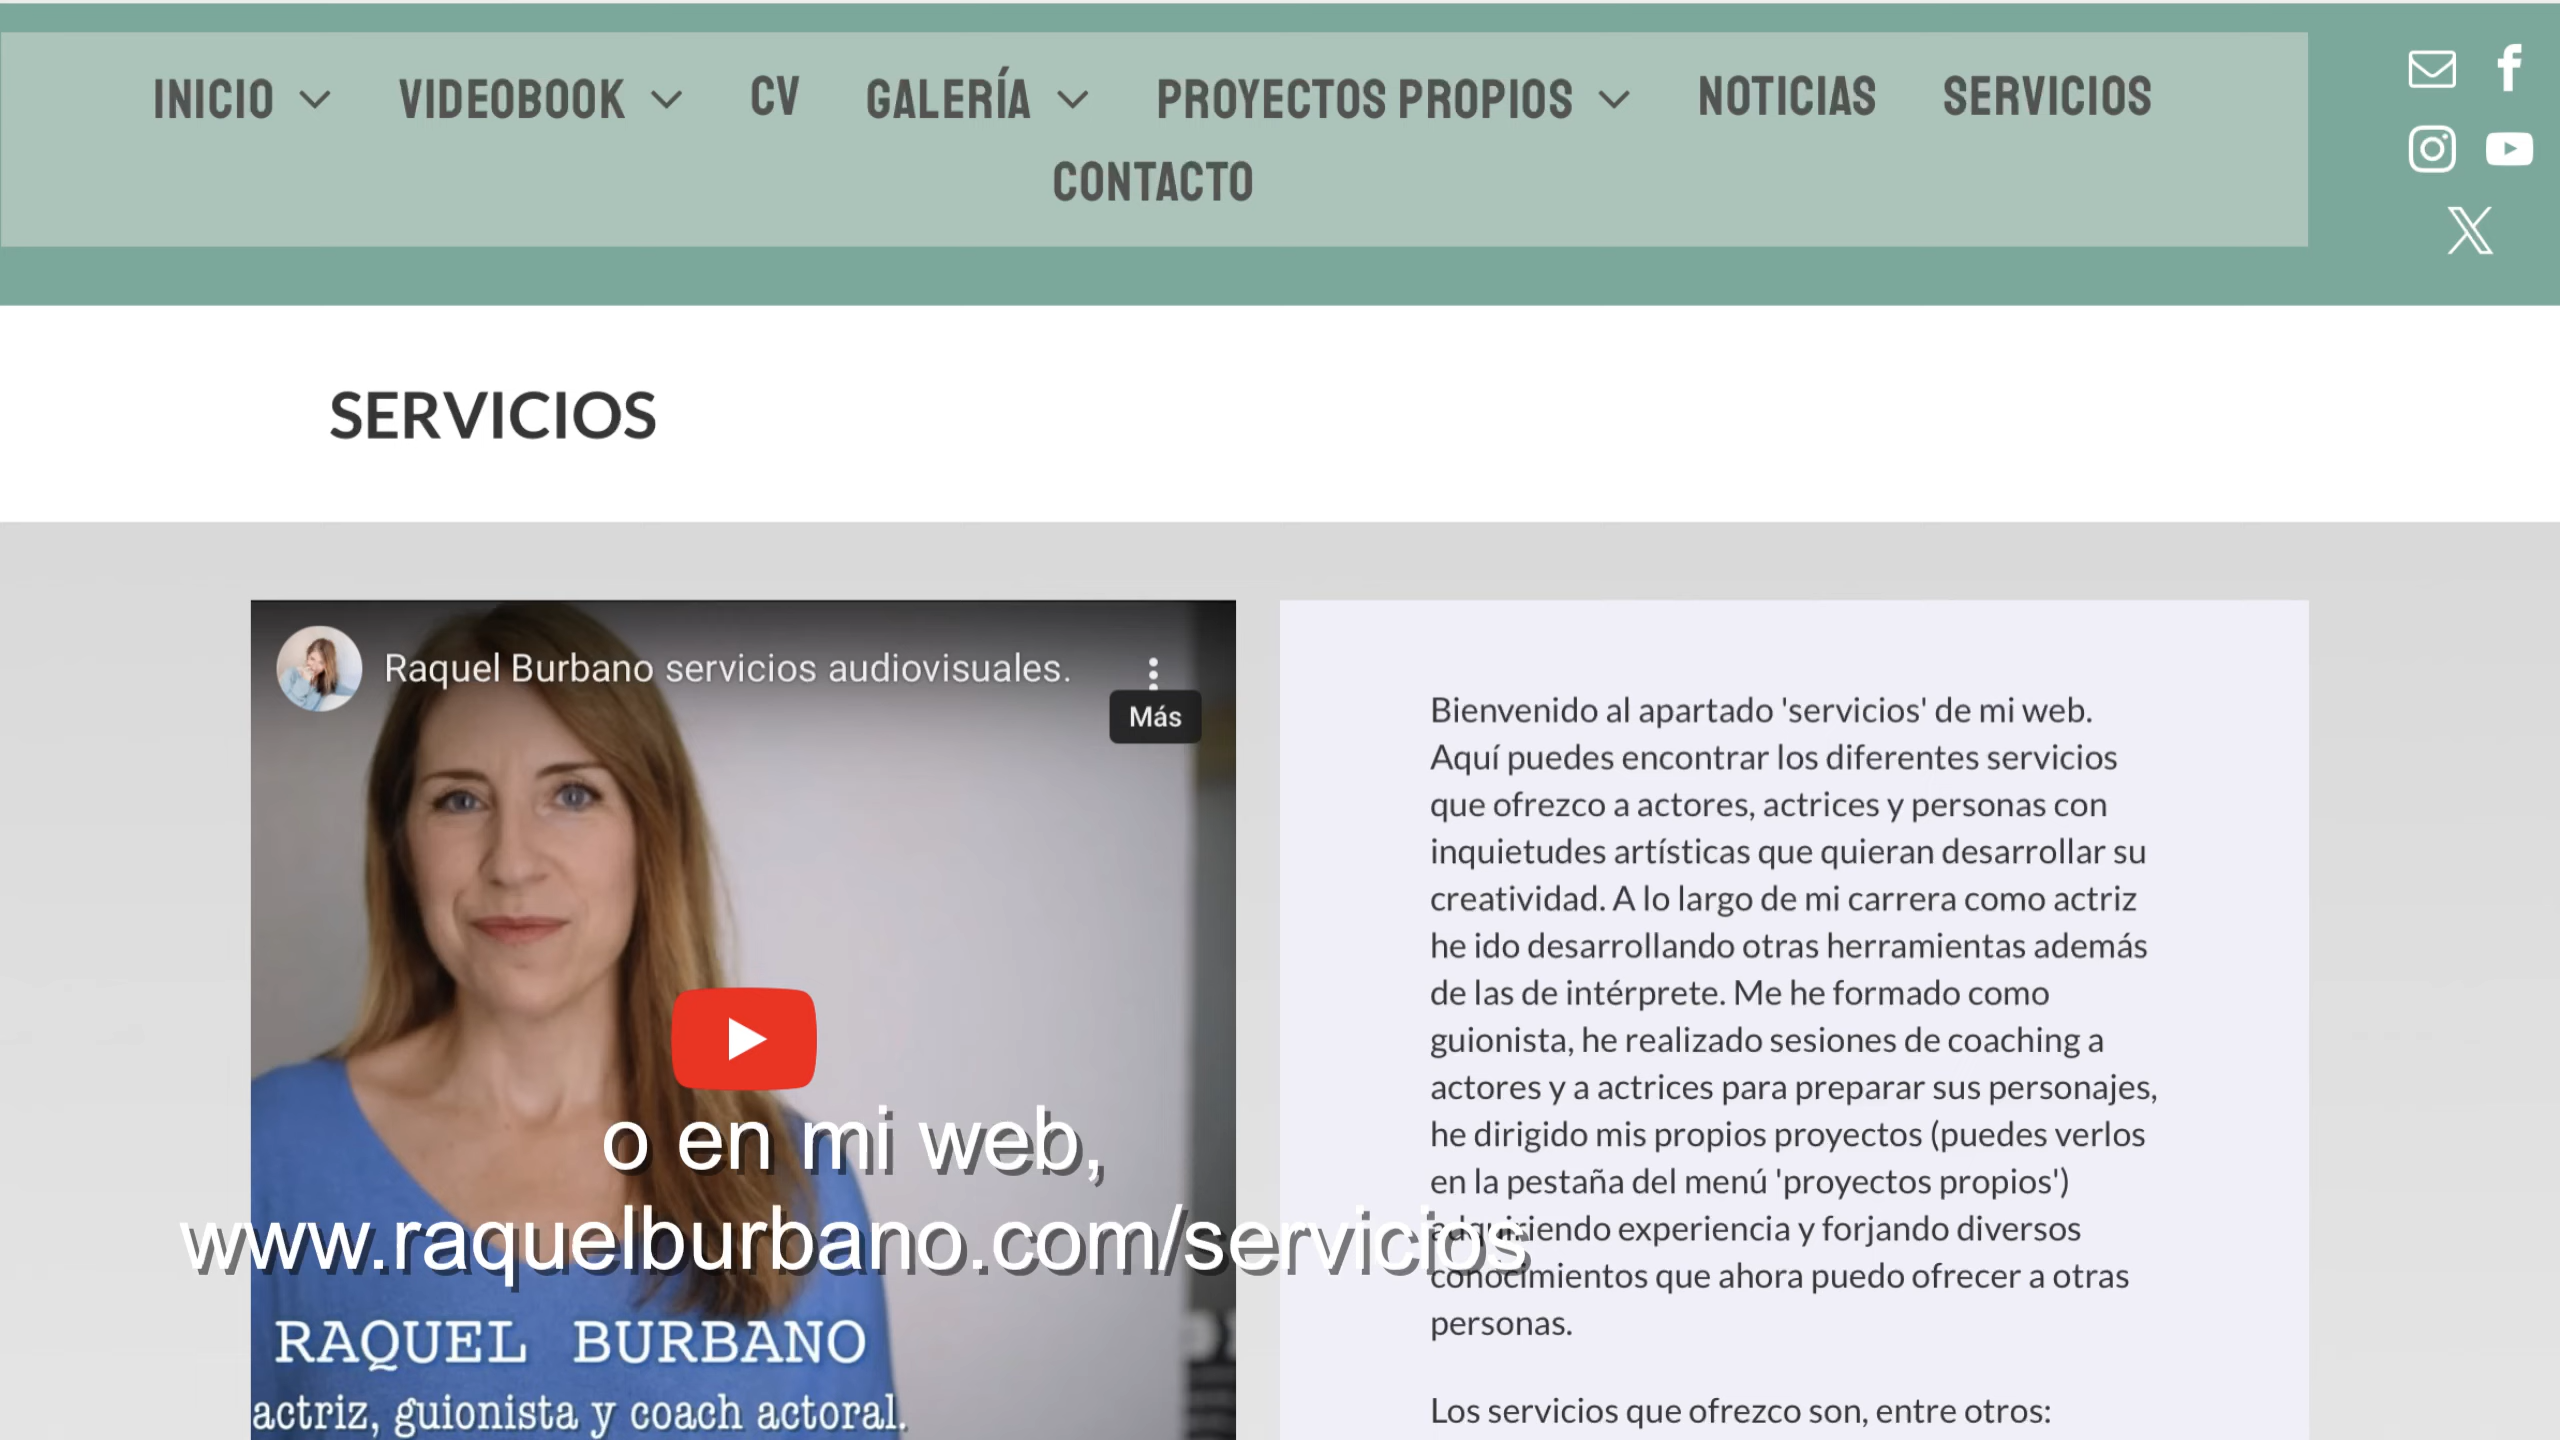 INICIO VIDEOBOOK CV GALERÍA PROYECTOS PROPIOS NOTICIAS SERVICIOS
CONTACTO
SERVICIOS
Raquel Burbano servicios audiovisuales.
Más
o en mi web,
www.raquelburbano.com/servicios
RAQUEL BURBANO
actriz, guionista y coach actoral.
Bienvenido al apartado 'servicios' de mi web.
Aquí puedes encontrar los diferentes servicios
que ofrezco a actores, actrices y personas con
inquietudes artísticas que quieran desarrollar su
creatividad. A lo largo de mi carrera como actriz
he ido desarrollando otras herramientas además
de las de intérprete. Me he formado como
guionista, he realizado sesiones de coaching a
actores y a actrices para preparar sus personajes,
he dirigido mis propios proyectos (puedes verlos
en la pestaña del menú 'proyectos propios')
adquiriendo experiencia y forjando diversos
conocimientos que ahora puedo ofrecer a otras
personas.
Los servicios que ofrezco son, entre otros: